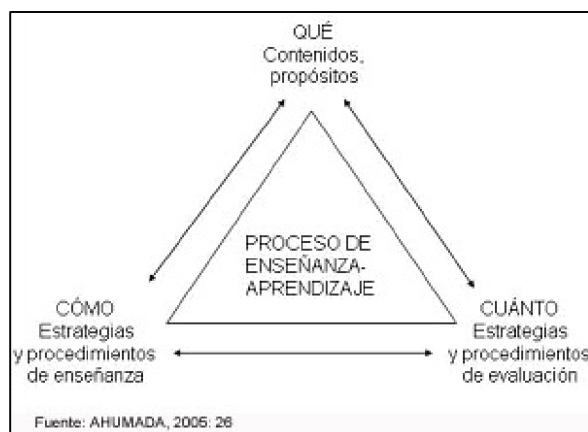 QUÉ
Contenidos,
propósitos
PROCESO DE
ENSEÑANZA-
APRENDIZAJE
CÓMO
Estrategias
y procedimientos
de enseñanza
CUÁNTO
Estrategias
y procedimientos
de evaluación
Fuente: AHUMADA, 2005: 26